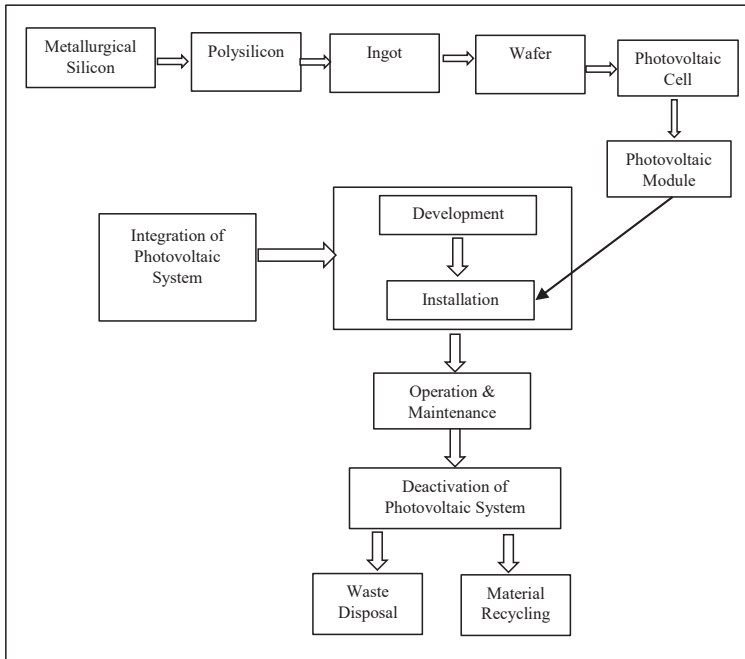 Metallurgical
Silicon
Polysilicon
Ingot
Wafer
Photovoltaic
Cell
Photovoltaic
Module
Development
Integration of
Photovoltaic
System
Installation
Operation &
Maintenance
Deactivation of
Photovoltaic System
Waste
Disposal
Material
Recycling